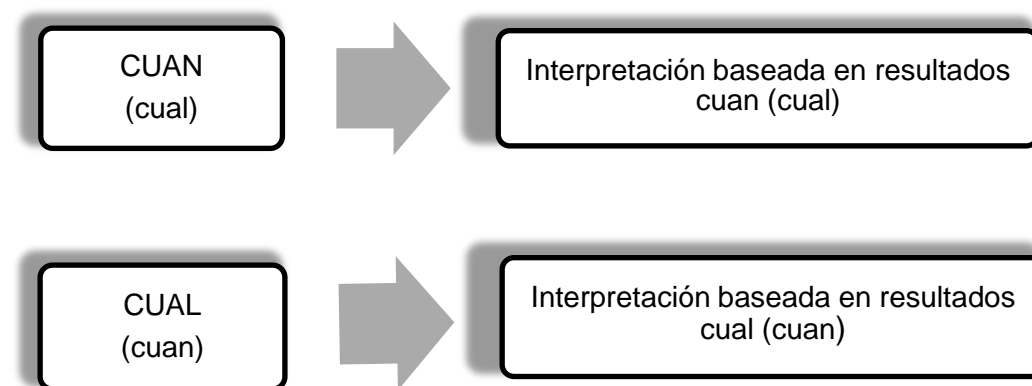 CUAN
(cual)
Interpretación baseada en resultados
cuan (cual)
CUAL
(cuan)
Interpretación baseada en resultados
cual (cuan)